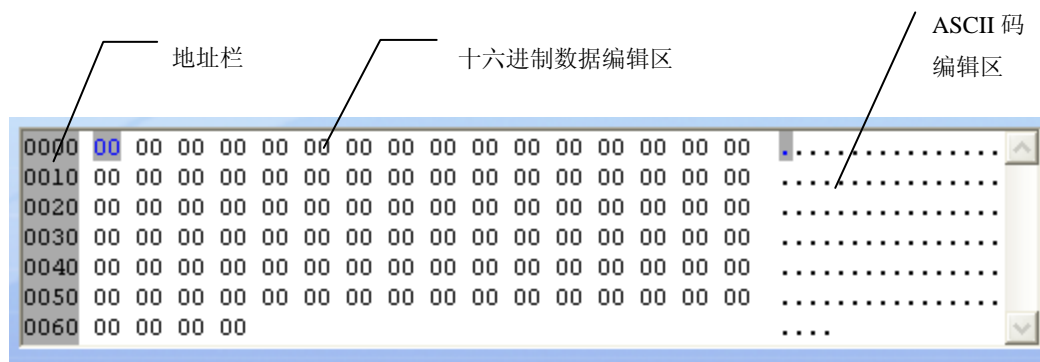 ASCII 码
编辑区
地址栏
十六进制数据编辑区
0000 00 00 00 00 00 00 00 00 00 00 00 00 00 00 00 00 ................
0010 00 00 00 00 00 00 00 00 00 00 00 00 00 00 00 00 ................
0020 00 00 00 00 00 00 00 00 00 00 00 00 00 00 00 00 ................
0030 00 00 00 00 00 00 00 00 00 00 00 00 00 00 00 00 ................
0040 00 00 00 00 00 00 00 00 00 00 00 00 00 00 00 00 ................
0050 00 00 00 00 00 00 00 00 00 00 00 00 00 00 00 00 ................
0060 00 00 00 00 ....